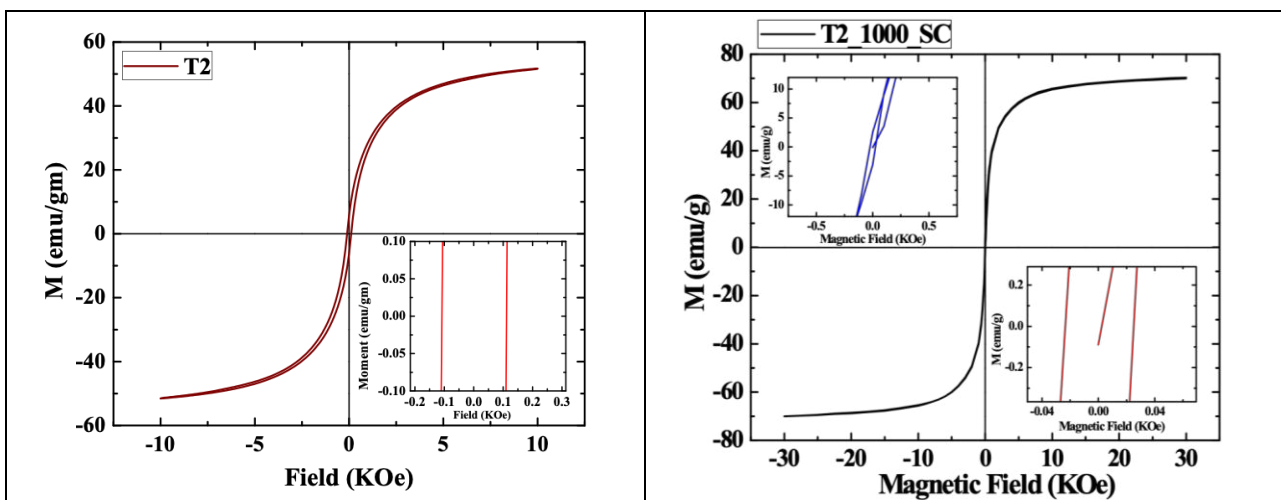 T2
M (emu/gm)
60
40
20
0
-20
-40
-60
-10
-5
0
5
10
Field (KOe)
Moment (emu/gm)
0.10
0.05
0.00
-0.05
-0.10
-0.2 -0.1 0.0 0.1 0.2 0.3
Field (KOe)
T2_1000_SC
M (emu/g)
80
60
40
20
0
-20
-40
-60
-80
-30 -20 -10 0 10 20 30
Magnetic Field (KOe)
M (emu/g)
10
5
0
-5
-10
-0.5 0.0 0.5
Magnetic Field (KOe)
M (emu/g)
0.2
0.0
-0.2
-0.04 0.00 0.04
Magnetic Field (KOe)